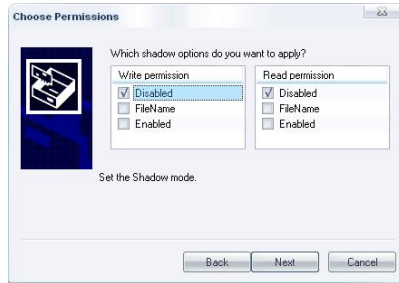 Choose Permissions
Which shadow options do you want to apply?
Write permission
Disabled
FileName
Enabled
Read permission
Disabled
FileName
Enabled
Set the Shadow mode.
Back
Next
Cancel